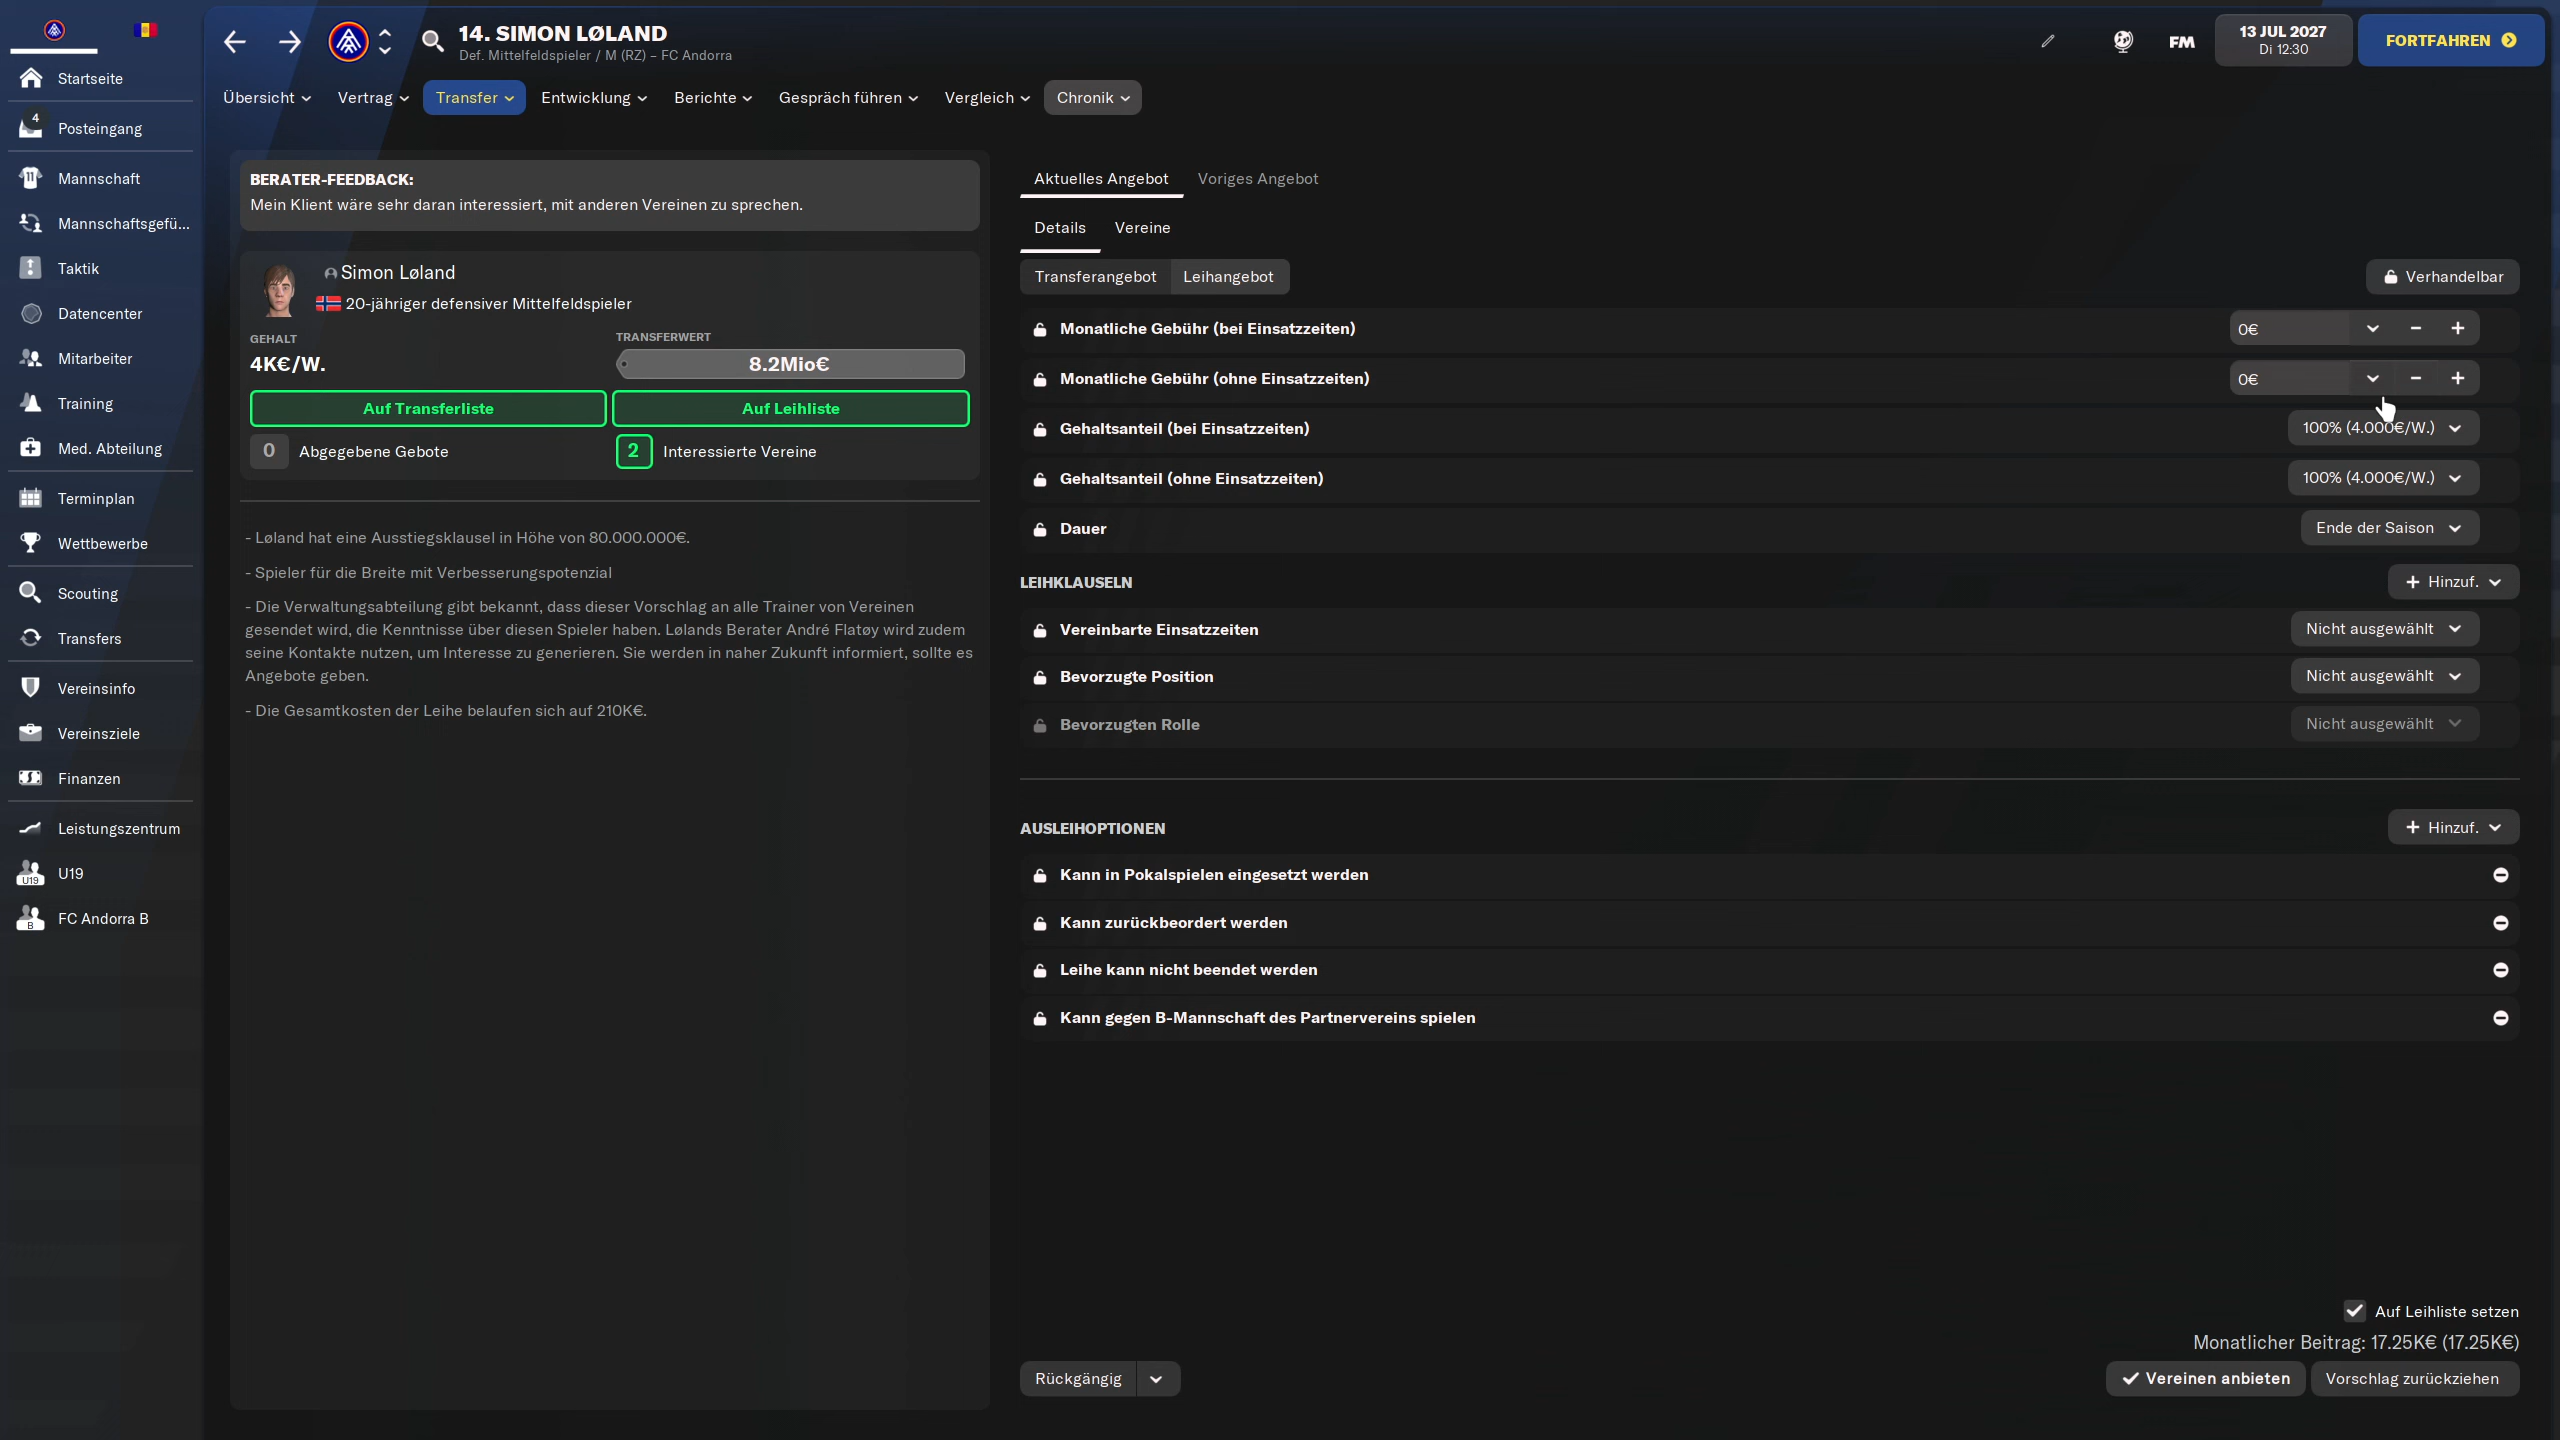 14. SIMON LØLAND
Def. Mittelfeldspieler / M (RZ) – FC Andorra
FM
13 JUL 2027
Di 12:30
FORTFAHREN
Übersicht
Vertrag
Transfer
Entwicklung
Berichte
Gespräch führen
Vergleich
Chronik
Startseite
4
Posteingang
11
Mannschaft
Mannschaftsgefü...
Taktik
Datencenter
Mitarbeiter
Training
Med. Abteilung
Terminplan
Wettbewerbe
Scouting
Transfers
Vereinsinfo
Vereinsziele
Finanzen
Leistungszentrum
U19
U19
B
FC Andorra B
BERATER-FEEDBACK:
Mein Klient wäre sehr daran interessiert, mit anderen Vereinen zu sprechen.
Simon Løland
20-jähriger defensiver Mittelfeldspieler
GEHALT
4K€/W.
TRANSFERWERT
8.2Mio€
Auf Transferliste
Auf Leihliste
0 Abgegebene Gebote
2 Interessierte Vereine
- Løland hat eine Ausstiegsklausel in Höhe von 80.000.000€.
- Spieler für die Breite mit Verbesserungspotenzial
- Die Verwaltungsabteilung gibt bekannt, dass dieser Vorschlag an alle Trainer von Vereinen
gesendet wird, die Kenntnisse über diesen Spieler haben. Lølands Berater André Flatøy wird zudem
seine Kontakte nutzen, um Interesse zu generieren. Sie werden in naher Zukunft informiert, sollte es
Angebote geben.
- Die Gesamtkosten der Leihe belaufen sich auf 210K€.
Aktuelles Angebot
Voriges Angebot
Details
Vereine
Transferangebot
Leihangebot
Verhandelbar
Monatliche Gebühr (bei Einsatzzeiten)
0€
Monatliche Gebühr (ohne Einsatzzeiten)
0€
Gehaltsanteil (bei Einsatzzeiten)
100% (4.000€/W.)
Gehaltsanteil (ohne Einsatzzeiten)
100% (4.000€/W.)
Dauer
Ende der Saison
LEIHKLAUSELN
+ Hinzuf.
Vereinbarte Einsatzzeiten
Nicht ausgewählt
Bevorzugte Position
Nicht ausgewählt
Bevorzugten Rolle
Nicht ausgewählt
AUSLEIHOPTIONEN
+ Hinzuf.
Kann in Pokalspielen eingesetzt werden
Kann zurückbeordert werden
Leihe kann nicht beendet werden
Kann gegen B-Mannschaft des Partnervereins spielen
Auf Leihliste setzen
Monatlicher Beitrag: 17.25K€ (17.25K€)
Rückgängig
Vereinen anbieten
Vorschlag zurückziehen